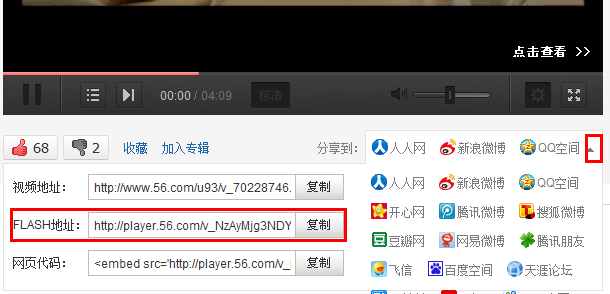 点击查看 >>
00:00 / 04:09 标清
68 2 收藏 加入专辑 分享到： 人人网 新浪微博 QQ空间
视频地址： http://www.56.com/u93/v_70228746. 复制
人人网 新浪微博 QQ空间
FLASH地址： http://player.56.com/v_NzAyMjg3NDY 复制
开心网 腾讯微博 搜狐微博
豆瓣网 网易微博 腾讯朋友
网页代码： <embed src='http://player.56.com/v_ 复制
飞信 百度空间 天涯论坛